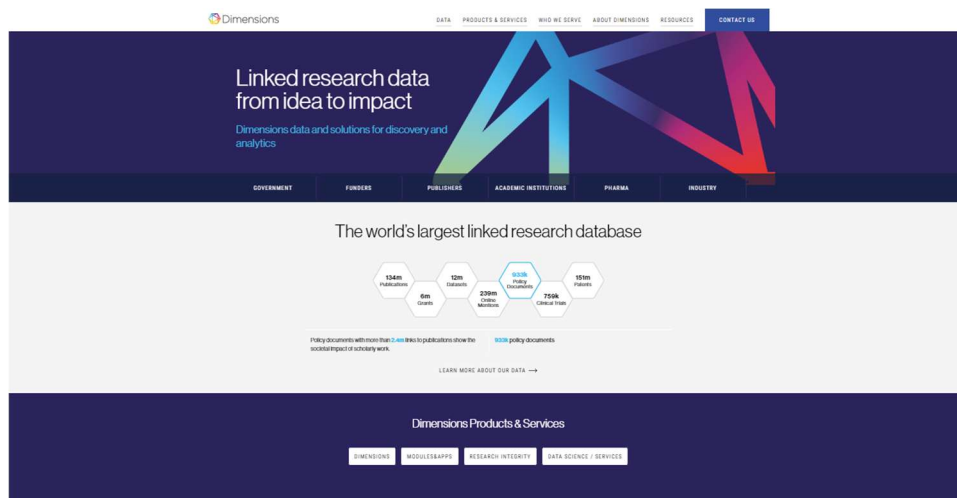 Dimensions
DATA PRODUCTS & SERVICES WHO WE SERVE ABOUT DIMENSIONS RESOURCES CONTACT US
Linked research data
from idea to impact
Dimensions data and solutions for discovery and
analytics
GOVERNMENT FUNDERS PUBLISHERS ACADEMIC INSTITUTIONS PHARMA INDUSTRY
The world's largest linked research database
134m
Publications
6m
Grants
12m
Datasets
239m
Online
Mentions
933k
Policy
Documents
759k
Clinical Trials
151m
Patents
Policy documents with more than 2.4m links to publications show the
societal impact of scholarly work.
933k policy documents
LEARN MORE ABOUT OUR DATA
Dimensions Products & Services
DIMENSIONS MODULES&APPS RESEARCH INTEGRITY DATA SCIENCE / SERVICES